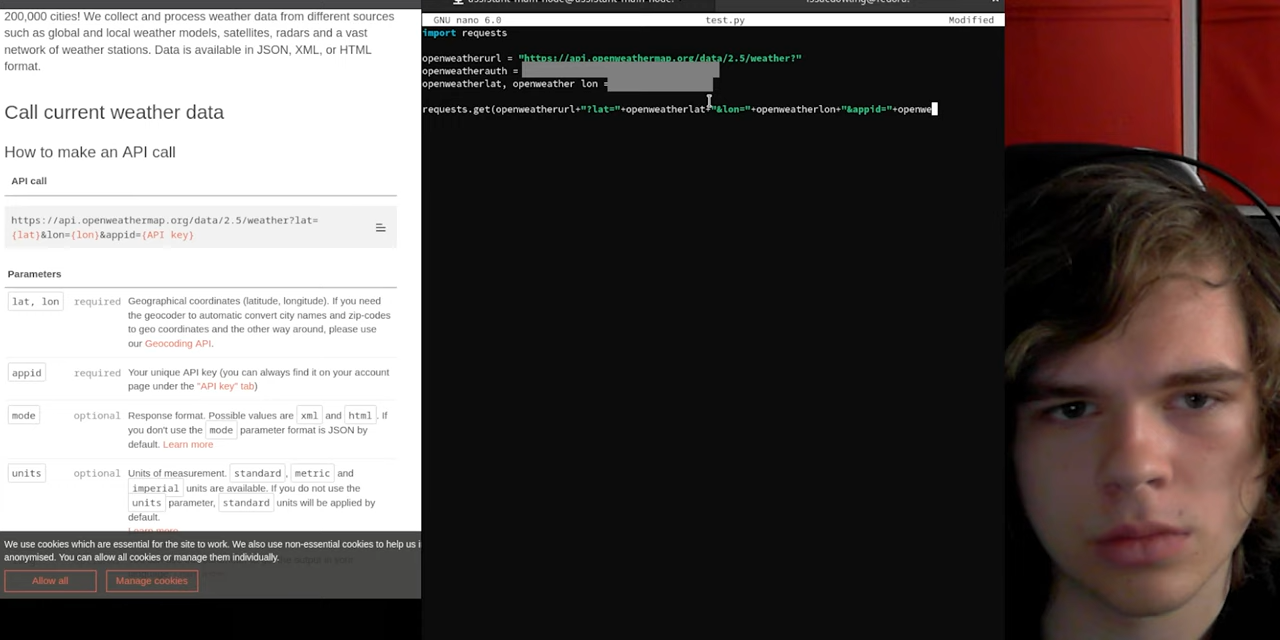 200,000 cities! We collect and process weather data from different sources
such as global and local weather models, satellites, radars and a vast
network of weather stations. Data is available in JSON, XML, or HTML
format.
Call current weather data
How to make an API call
API call
https://api.openweathermap.org/data/2.5/weather?lat=
{lat}&lon={lon}&appid={API key}
Parameters
lat, lon required Geographical coordinates (latitude, longitude). If you need
the geocoder to automatic convert city names and zip-codes
to geo coordinates and the other way around, please use
our Geocoding API.
appid required Your unique API key (you can always find it on your account
page under the "API key" tab)
mode optional Response format. Possible values are xml and html. If
you don't use the mode parameter format is JSON by
default. Learn more
units optional Units of measurement. standard, metric and
imperial units are available. If you do not use the
units parameter, standard units will be applied by
default.
Learn more
We use cookies which are essential for the site to work. We also use non-essential cookies to help us i
anonymised. You can allow all cookies or manage them individually.
Allow all Manage cookies
GNU nano 6.0 test.py Modified
import requests
openweatherurl = "https://api.openweathermap.org/data/2.5/weather?"
openweatherauth =
openweatherlat, openweather lon =
requests.get(openweatherurl+"?lat="+openweatherlat+"&lon="+openweatherlon+"&appid="+openwe